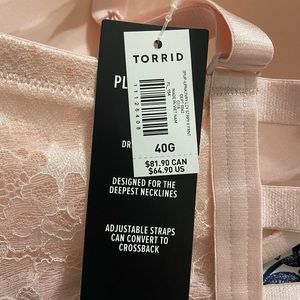 TORRID
11126408
40G
$81.90 CAN
$64.90 US
PL
DR
DESIGNED FOR THE
DEEPEST NECKLINES
ADJUSTABLE STRAPS
CAN CONVERT TO
CROSSBACK